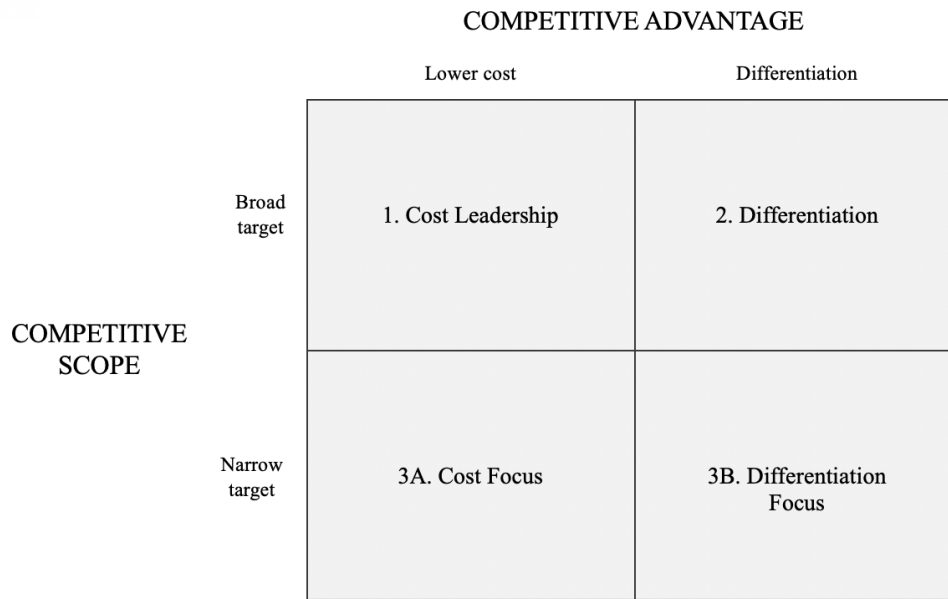 COMPETITIVE ADVANTAGE
Lower cost
Differentiation
Broad
target
1. Cost Leadership
2. Differentiation
COMPETITIVE
SCOPE
Narrow
target
3A. Cost Focus
3B. Differentiation
Focus